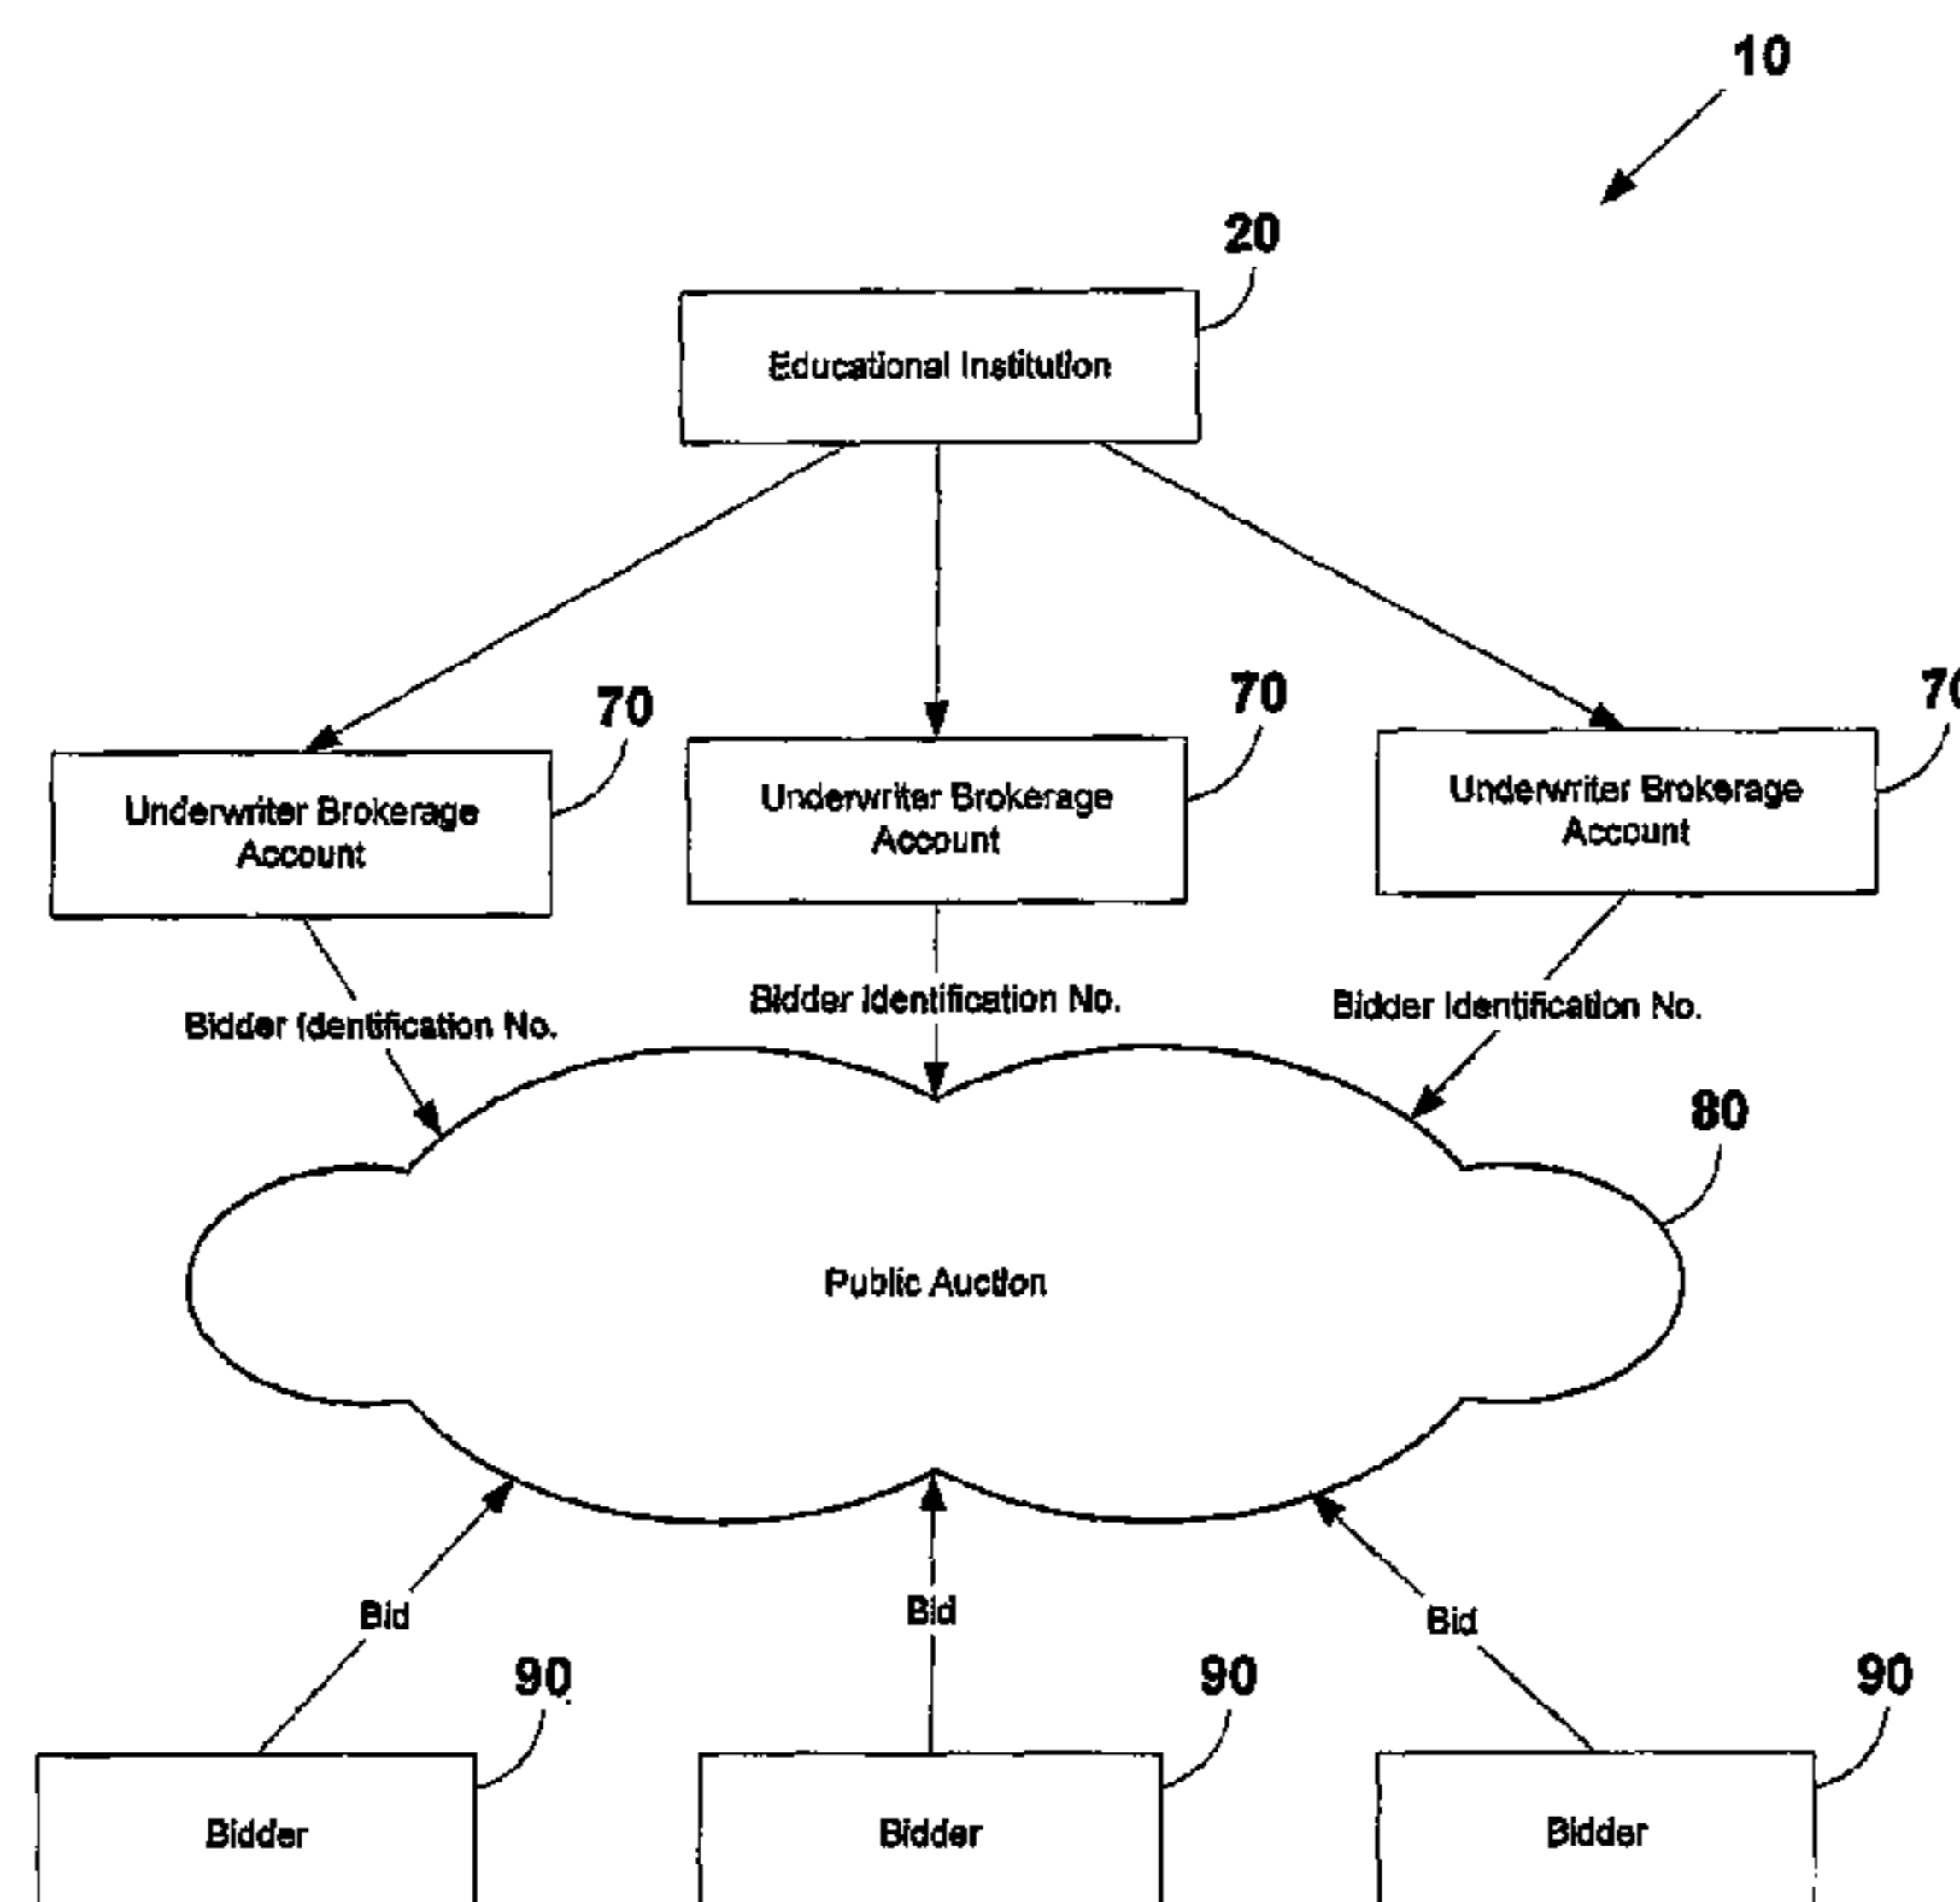 10
20
Educational Institution
70
70
Underwriter Brokerage
Account
Underwriter Brokerage
Account
Underwriter Brokerage
Account
Bidder Identification No.
Bidder Identification No.
Bidder Identification No.
80
Public Auction
Bid
Bid
Bid
90
90
90
Bidder
Bidder
Bidder